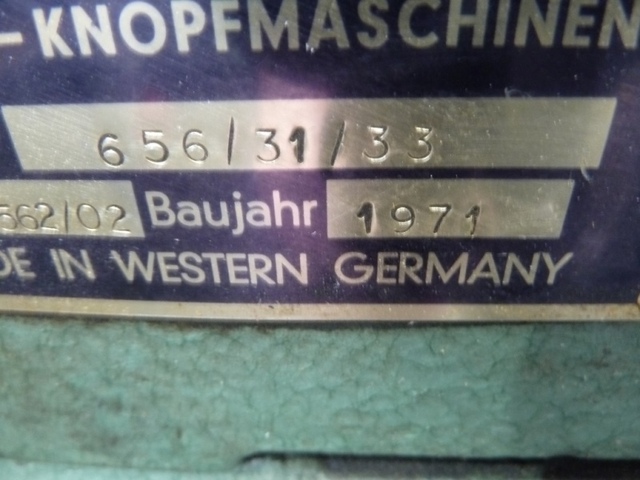 -KNOPFMASCHINEN
656/31/33
562/02 Baujahr 1971
DE IN WESTERN GERMANY